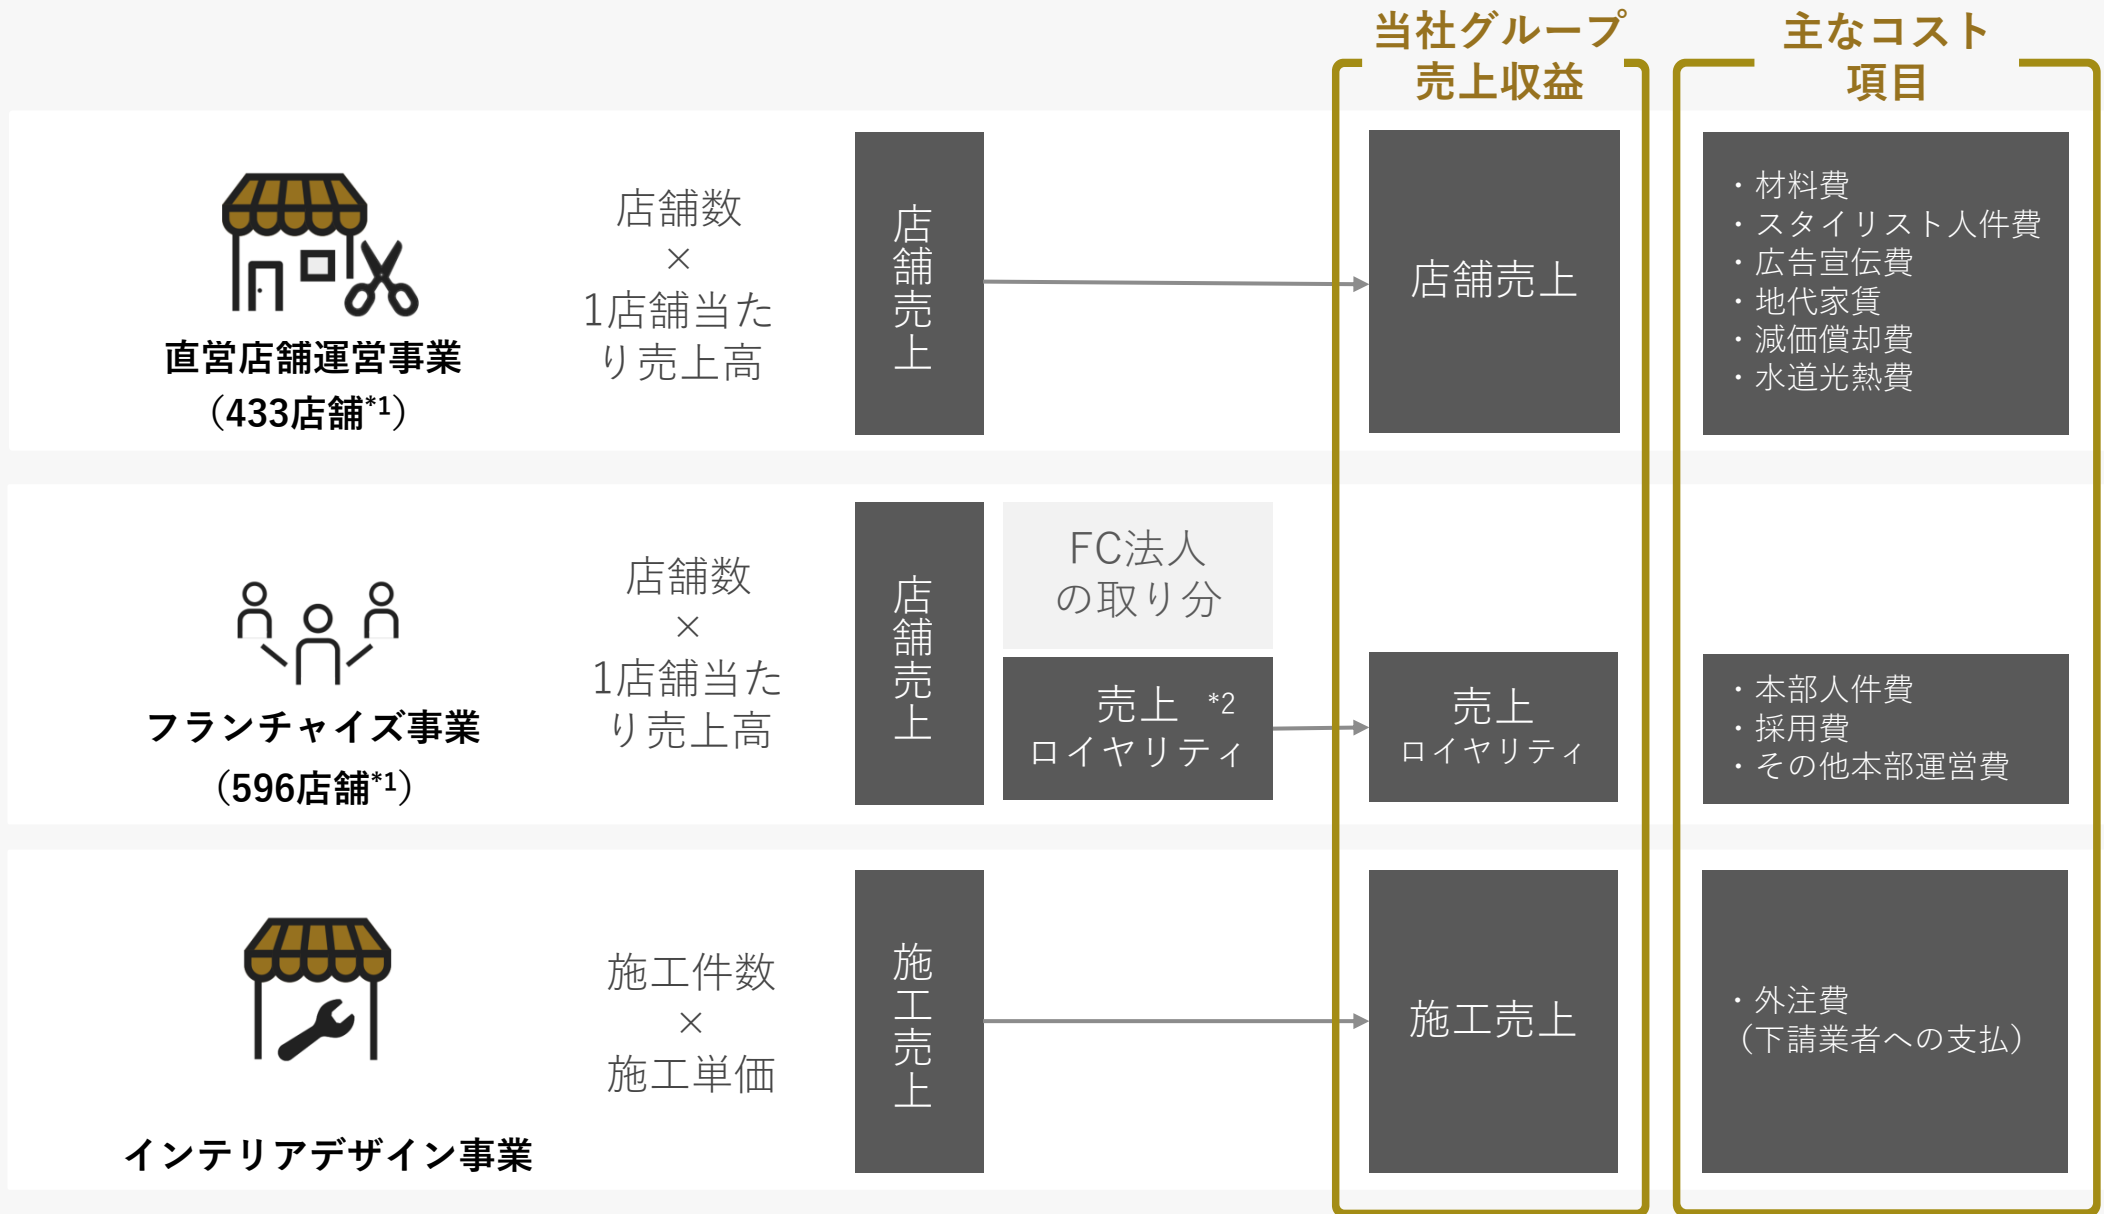 当社グループ
売上収益
主なコスト
項目
直営店舗運営事業
（433店舗*1）
店舗数
×
1店舗当た
り売上高
店舗売上
店舗売上
・材料費
・スタイリスト人件費
・広告宣伝費
・地代家賃
・減価償却費
・水道光熱費
フランチャイズ事業
（596店舗*1）
店舗数
×
1店舗当た
り売上高
店舗売上
FC法人
の取り分
売上 *2
ロイヤリティ
売上
ロイヤリティ
・本部人件費
・採用費
・その他本部運営費
インテリアデザイン事業
施工件数
×
施工単価
施工売上
施工売上
・外注費
（下請業者への支払）